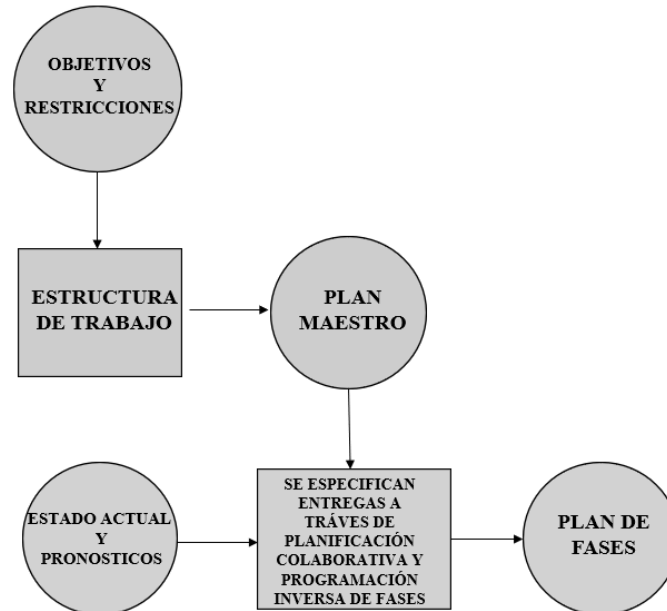 OBJETIVOS
Y
RESTRICCIONES
ESTRUCTURA
DE TRABAJO
PLAN
MAESTRO
ESTADO ACTUAL
Y
PRONOSTICOS
SE ESPECIFICAN
ENTREGAS A
TRÁVES DE
PLANIFICACIÓN
COLABORATIVA Y
PROGRAMACIÓN
INVERSA DE FASES
PLAN DE
FASES